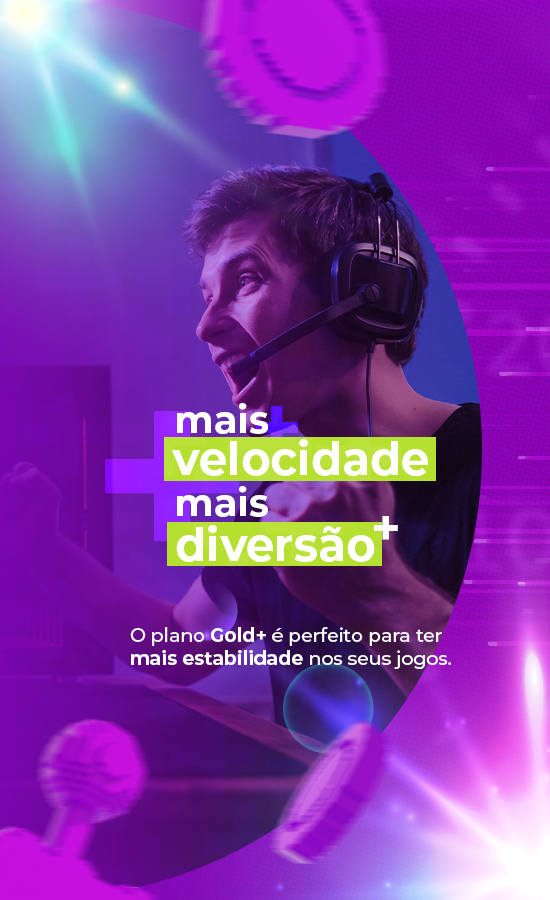 mais
velocidade
mais
diversão+
O plano Gold+ é perfeito para ter
mais estabilidade nos seus jogos.